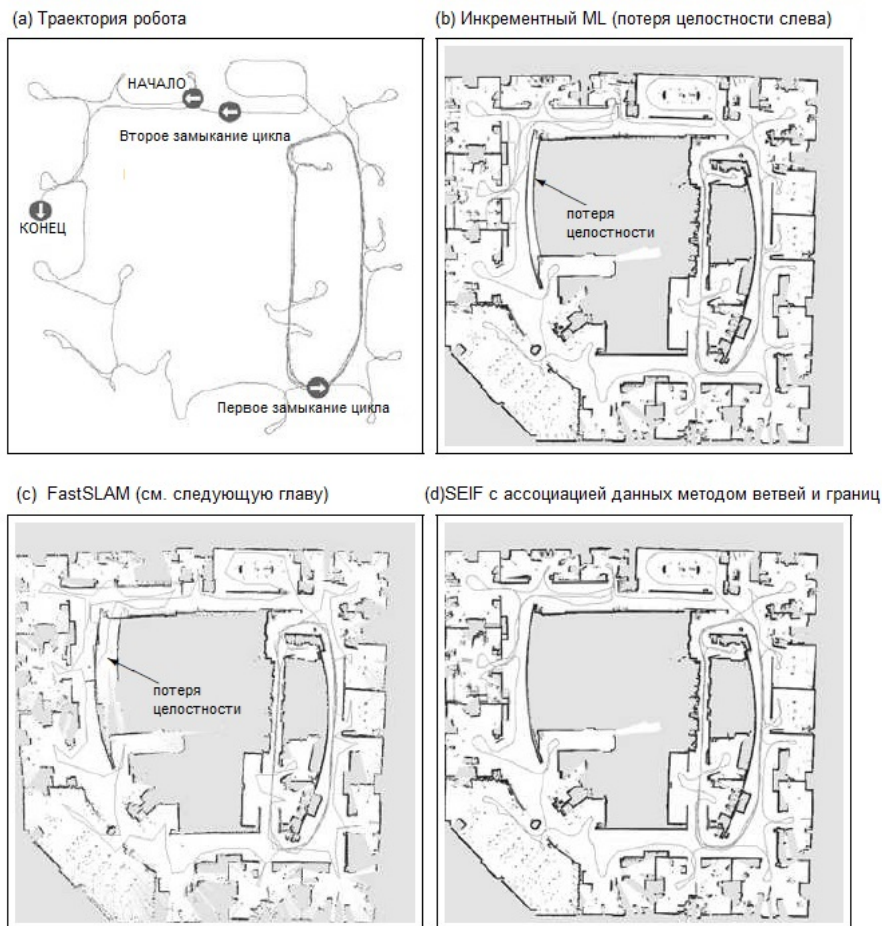 (a) Траектория робота
(b) Инкрементный ML (потеря целостности слева)
НАЧАЛО
Второе замыкание цикла
КОНЕЦ
Первое замыкание цикла
потеря
целостности
(c) FastSLAM (см. следующую главу)
(d)SEIF с ассоциацией данных методом ветвей и границ
потеря
целостности